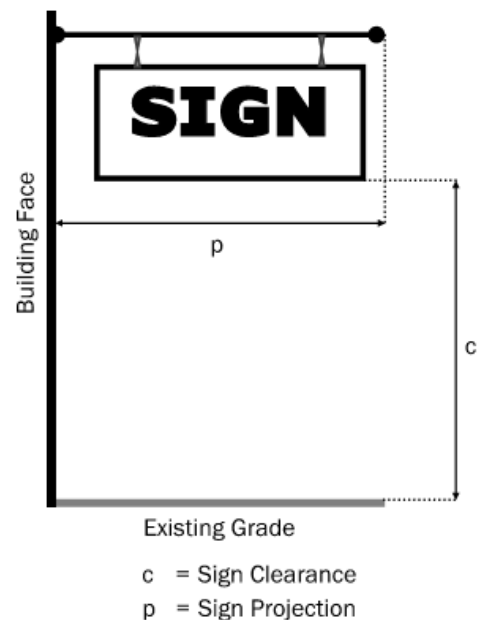 SIGN
Building Face
p
c
Existing Grade
c = Sign Clearance
p = Sign Projection